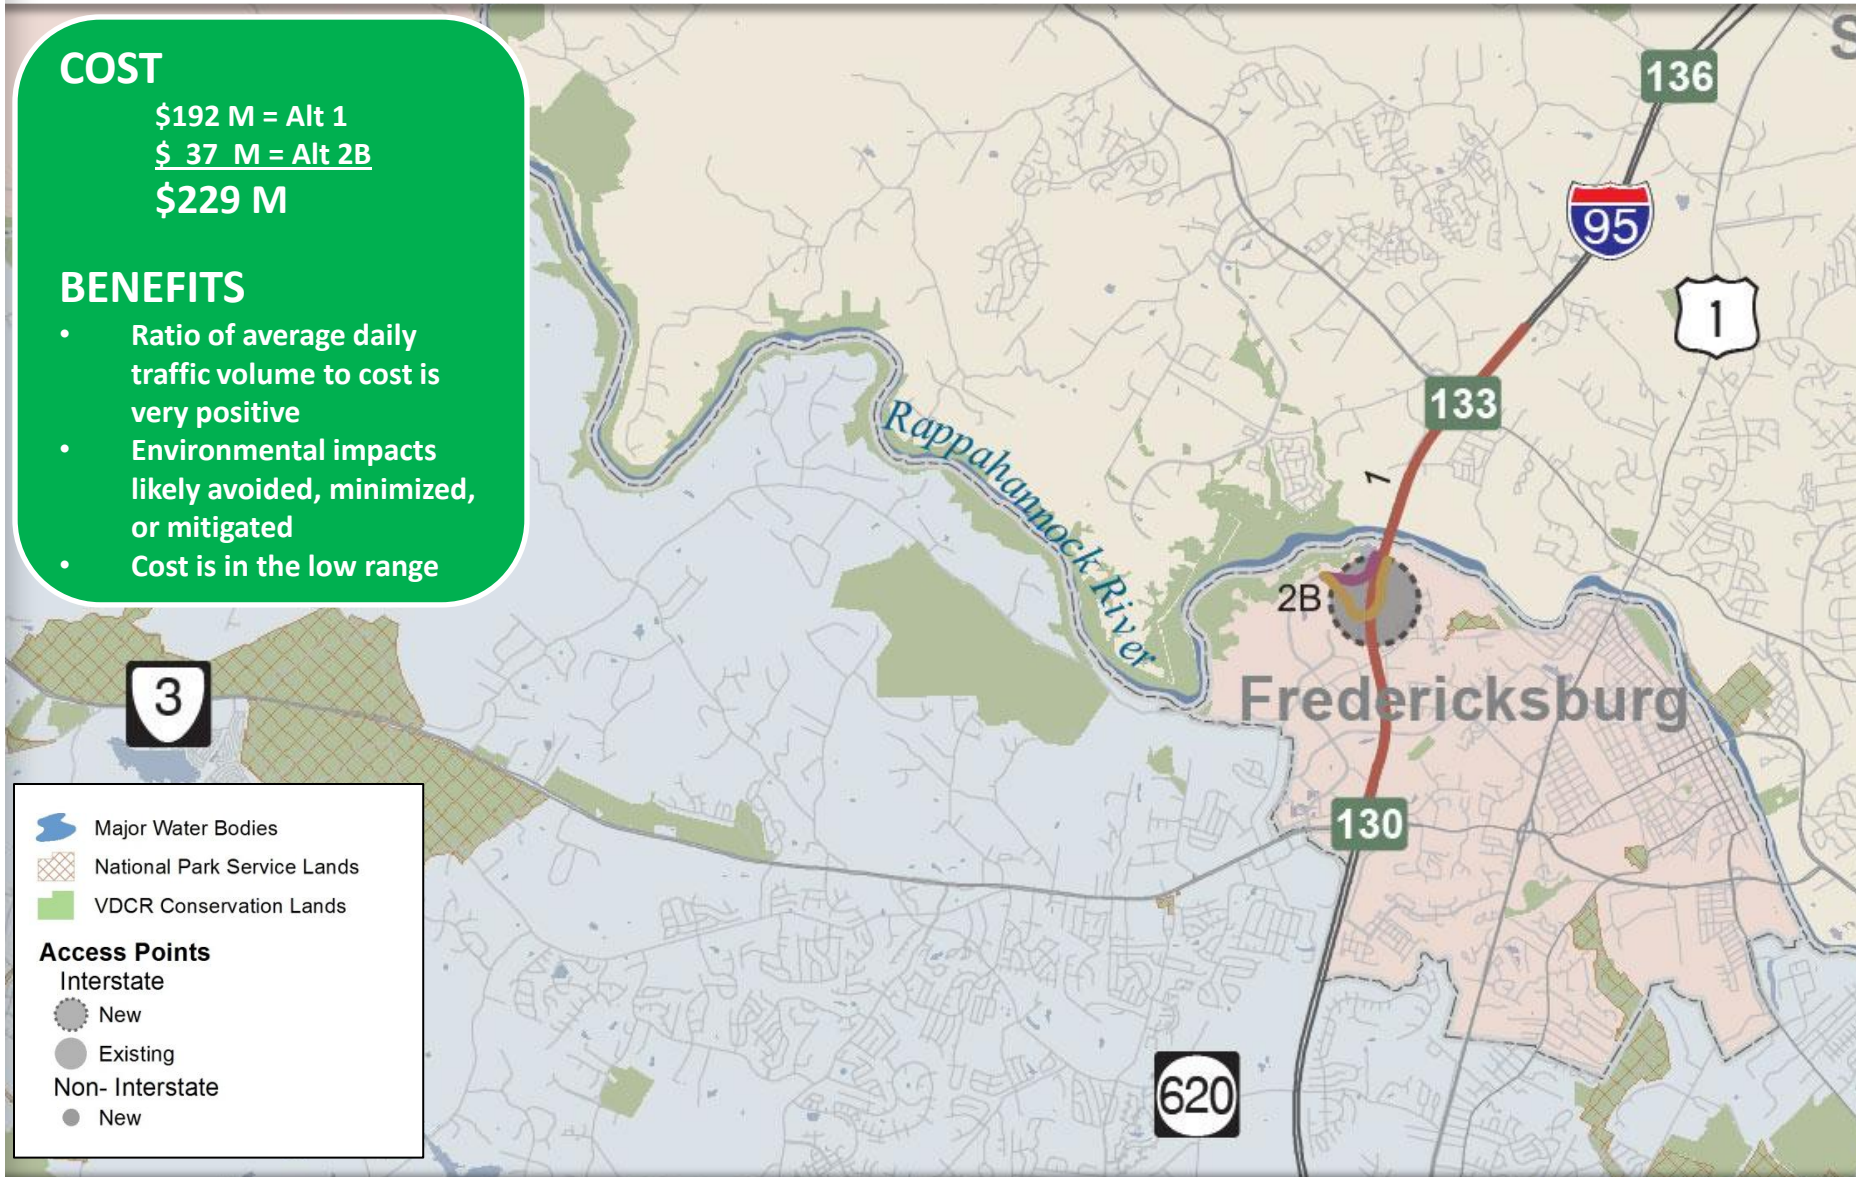 COST
$192 M = Alt 1
$ 37 M = Alt 2B
$229 M
BENEFITS
• Ratio of average daily
traffic volume to cost is
very positive
• Environmental impacts
likely avoided, minimized,
or mitigated
• Cost is in the low range
S
136
95
1
133
1
Rappahannock River
2B
Fredericksburg
3
130
620
Major Water Bodies
National Park Service Lands
VDCR Conservation Lands
Access Points
Interstate
New
Existing
Non- Interstate
New